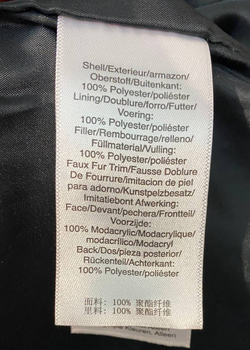 Shell/Exterieur/armazon/
Oberstoff/Buitenkant:
100% Polyester/poliéster
Lining/Doublure/forro/Futter/
Voering:
100% Polyester/poliéster
Filler/Rembourrage/relleno/
Füllmaterial/Vulling:
100% Polyester/poliéster
Faux Fur Trim/Fausse Doblure
De Fourrure/imitacion de piel
para adorno/Kunstpelzbesatz/
Imitatiebont Afwerking:
Face/Devant/pechera/Frontteil/
Voorzijde:
100% Modacrylic/Modacrylique/
modacrílico/Modacryl
Back/Dos/pieza posterior/
Rückenteil/Achterkant:
100% Polyester/poliéster
面料: 100% 聚酯纤维
里料: 100% 聚酯纤维
Kleuren, Alleen